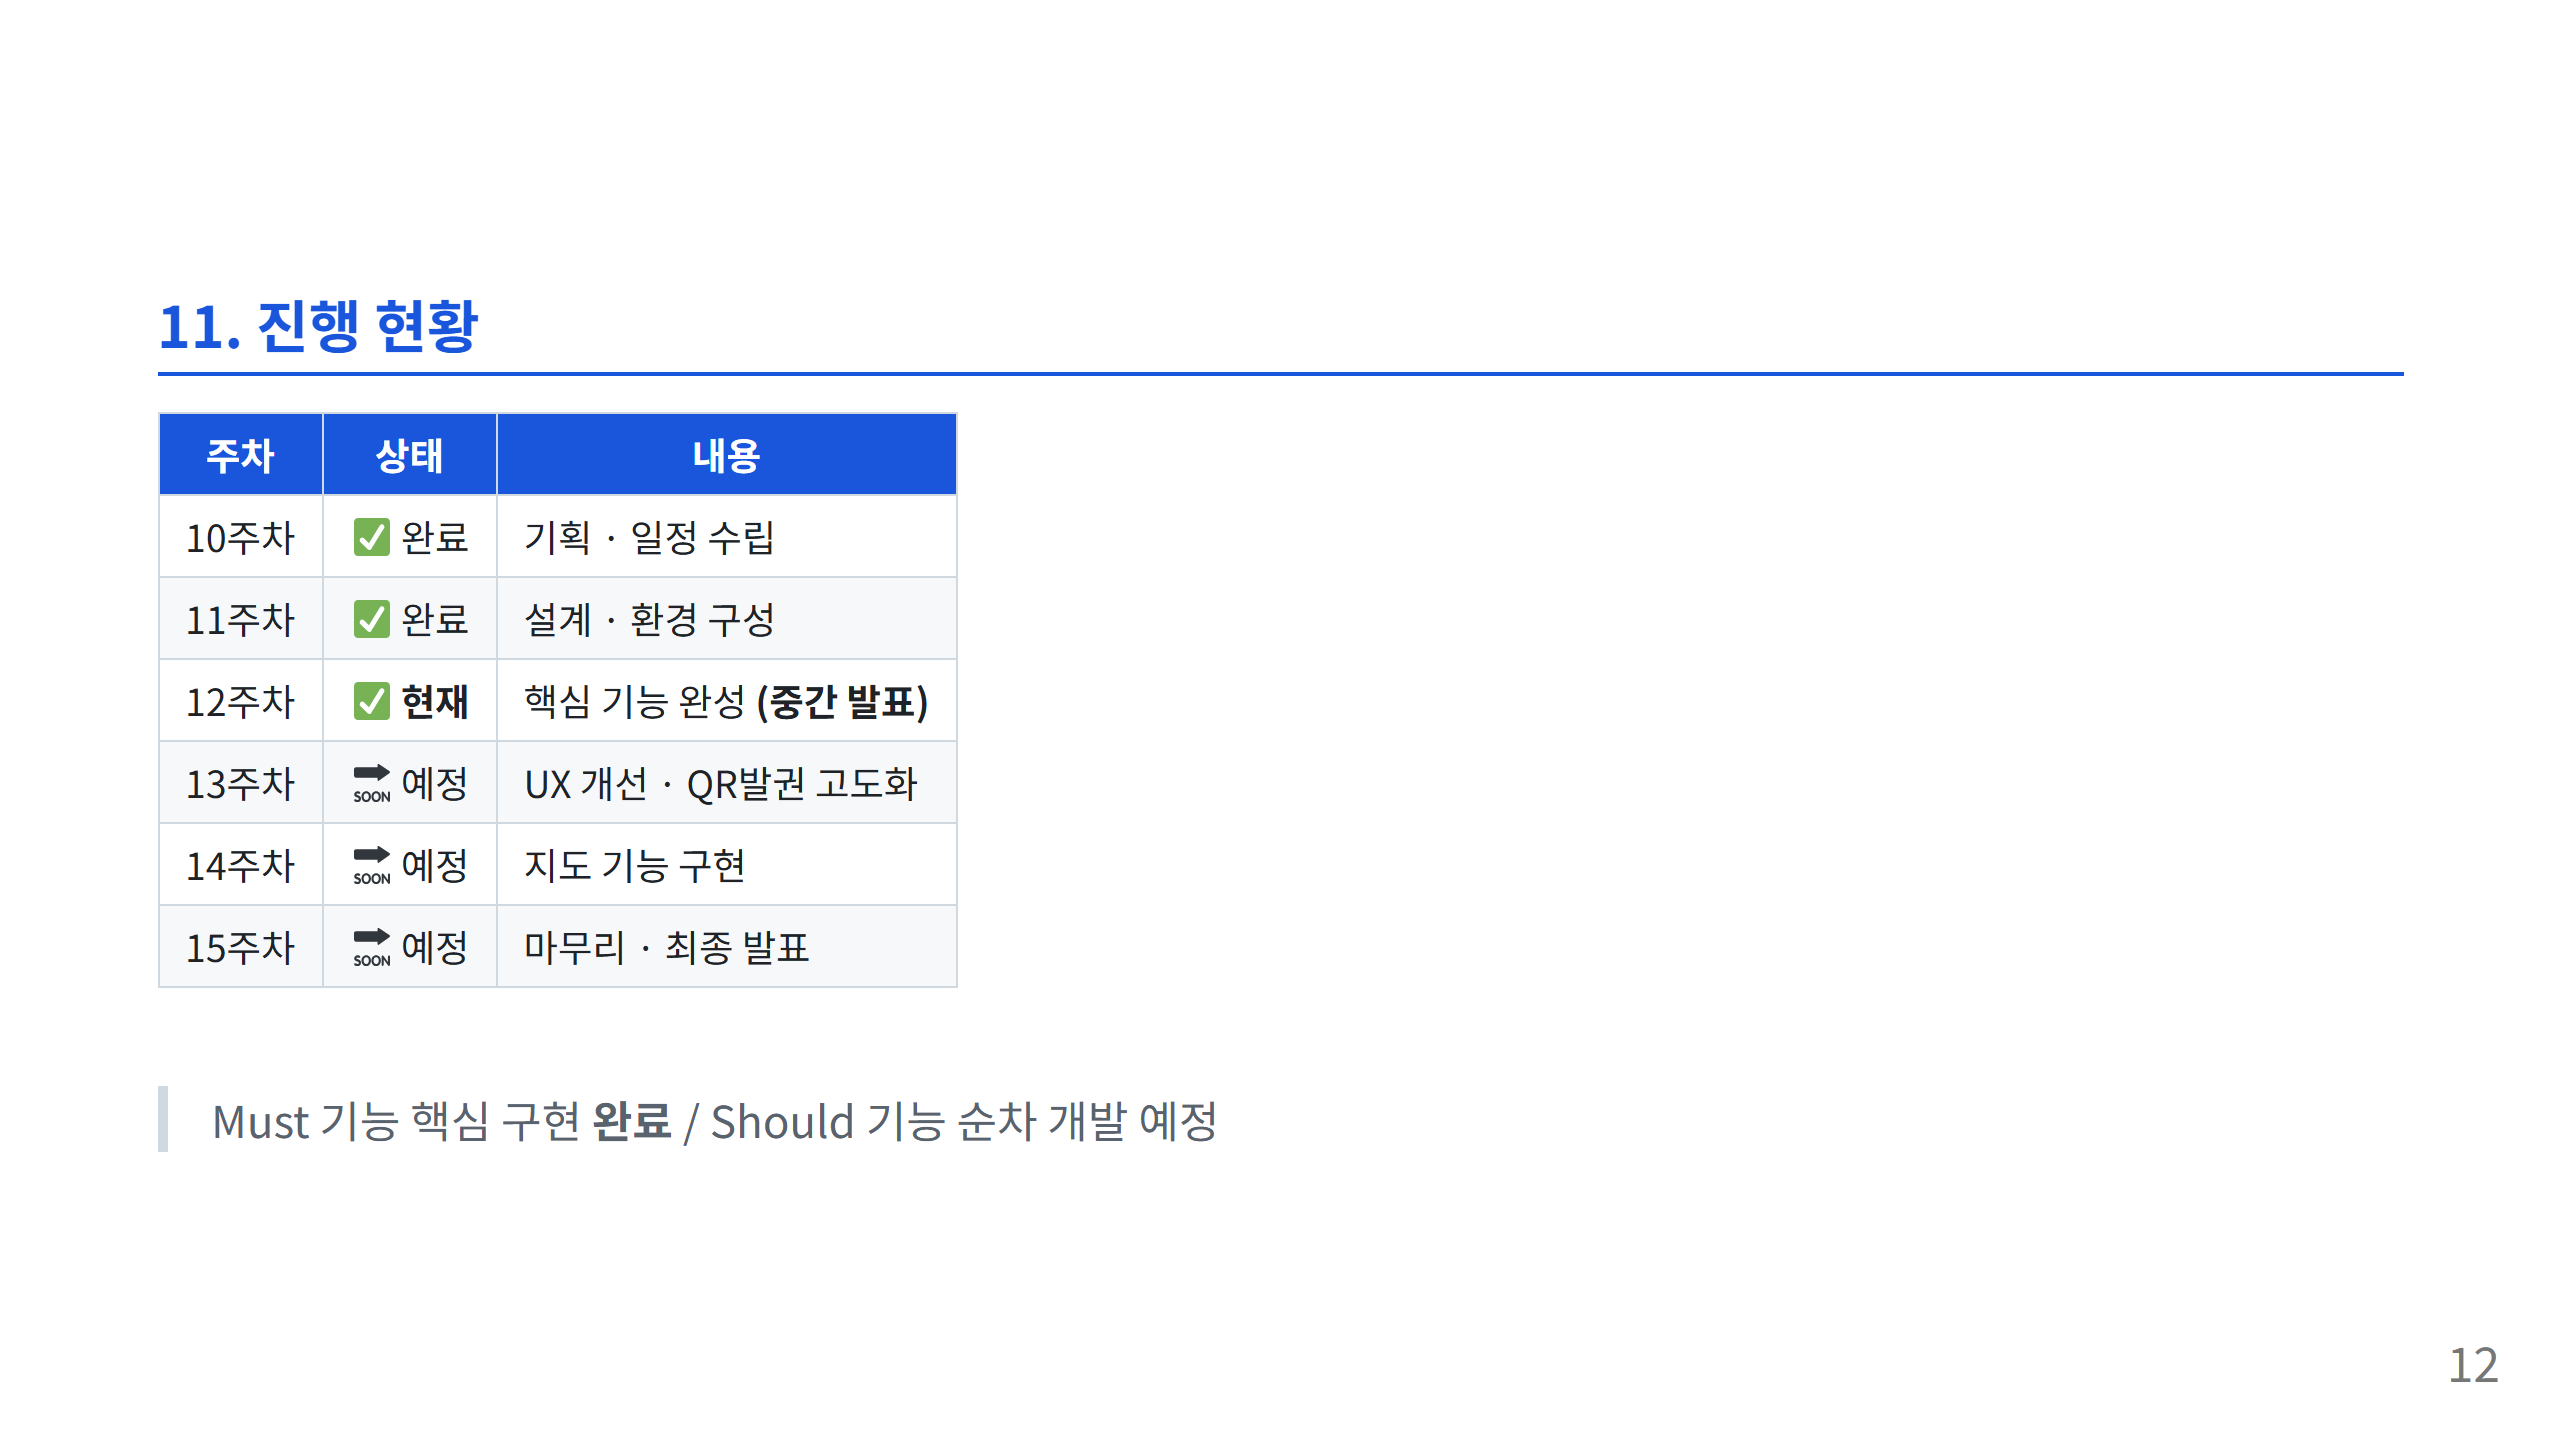 11. 진행 현황
주차 상태 내용
10주차 ✅ 완료 기획 · 일정 수립
11주차 ✅ 완료 설계 · 환경 구성
12주차 ✅ 현재 핵심 기능 완성 (중간 발표)
13주차 🔜 예정 UX 개선 · QR발권 고도화
14주차 🔜 예정 지도 기능 구현
15주차 🔜 예정 마무리 · 최종 발표
Must 기능 핵심 구현 완료 / Should 기능 순차 개발 예정
12